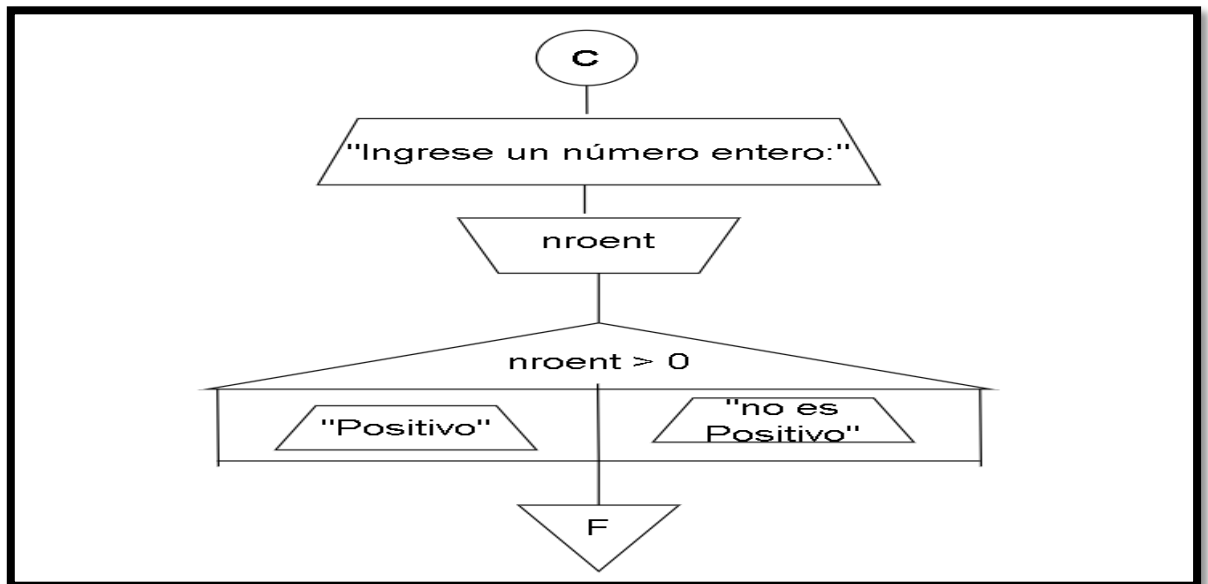 C
"Ingrese un número entero:"
nroent
nroent > 0
"Positivo"
"no es
Positivo"
F